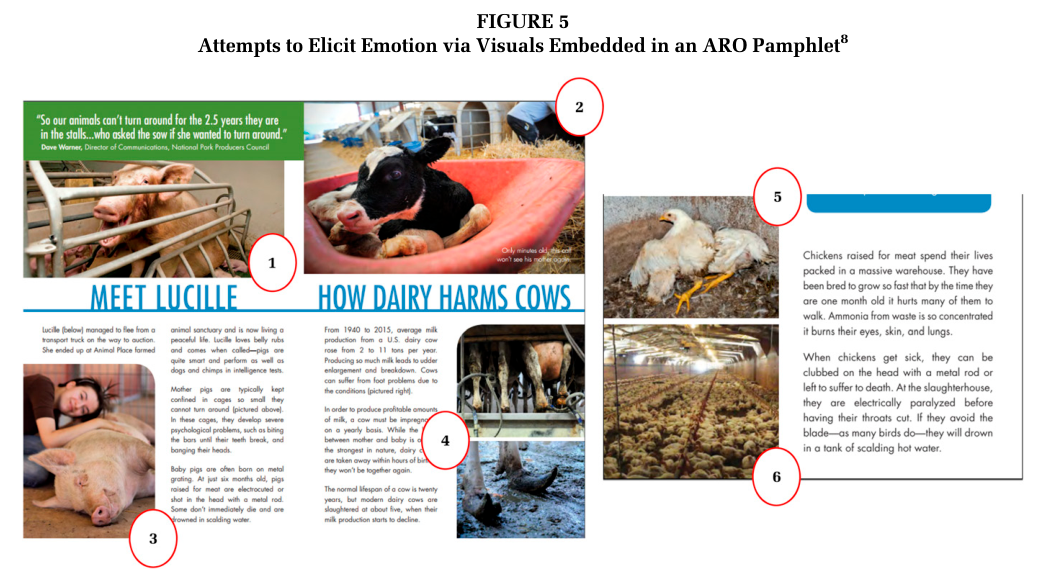 FIGURE 5
Attempts to Elicit Emotion via Visuals Embedded in an ARO Pamphlet8
"So our animals can't turn around for the 2.5 years they are
in the stalls...who asked the sow if she wanted to turn around."
Dave Warner, Director of Communications, National Pork Producers Council
1
MEET LUCILLE
Lucille (below) managed to flee from a
transport truck on the way to auction.
She ended up at Animal Place farmed
3
animal sanctuary and is now living a
peaceful life. Lucille loves belly rubs
and comes when called—pigs are
quite smart and perform as well as
dogs and chimps in intelligence tests.
Mother pigs are typically kept
confined in cages so small they
cannot turn around (pictured above).
In these cages, they develop severe
psychological problems, such as biting
the bars until their teeth break, and
banging their heads.
Baby pigs are often born on metal
grating. At just six months old, pigs
raised for meat are electrocuted or
shot in the head with a metal rod.
Some don't immediately die and are
drowned in scalding water.
2
Only minutes old, this calf
won't see his mother again.
HOW DAIRY HARMS COWS
From 1940 to 2015, average milk
production from a U.S. dairy cow
rose from 2 to 11 tons per year.
Producing so much milk leads to udder
enlargement and breakdown. Cows
can suffer from foot problems due to
the conditions (pictured right).
In order to produce profitable amounts
of milk, a cow must be impregnat
on a yearly basis. While the
between mother and baby is a
the strongest in nature, dairy
are taken away within hours of birt
they won't be together again.
The normal lifespan of a cow is twenty
years, but modern dairy cows are
slaughtered at about five, when their
milk production starts to decline.
4
5
6
Chickens raised for meat spend their lives
packed in a massive warehouse. They have
been bred to grow so fast that by the time they
are one month old it hurts many of them to
walk. Ammonia from waste is so concentrated
it burns their eyes, skin, and lungs.
When chickens get sick, they can be
clubbed on the head with a metal rod or
left to suffer to death. At the slaughterhouse,
they are electrically paralyzed before
having their throats cut. If they avoid the
blade—as many birds do—they will drown
in a tank of scalding hot water.